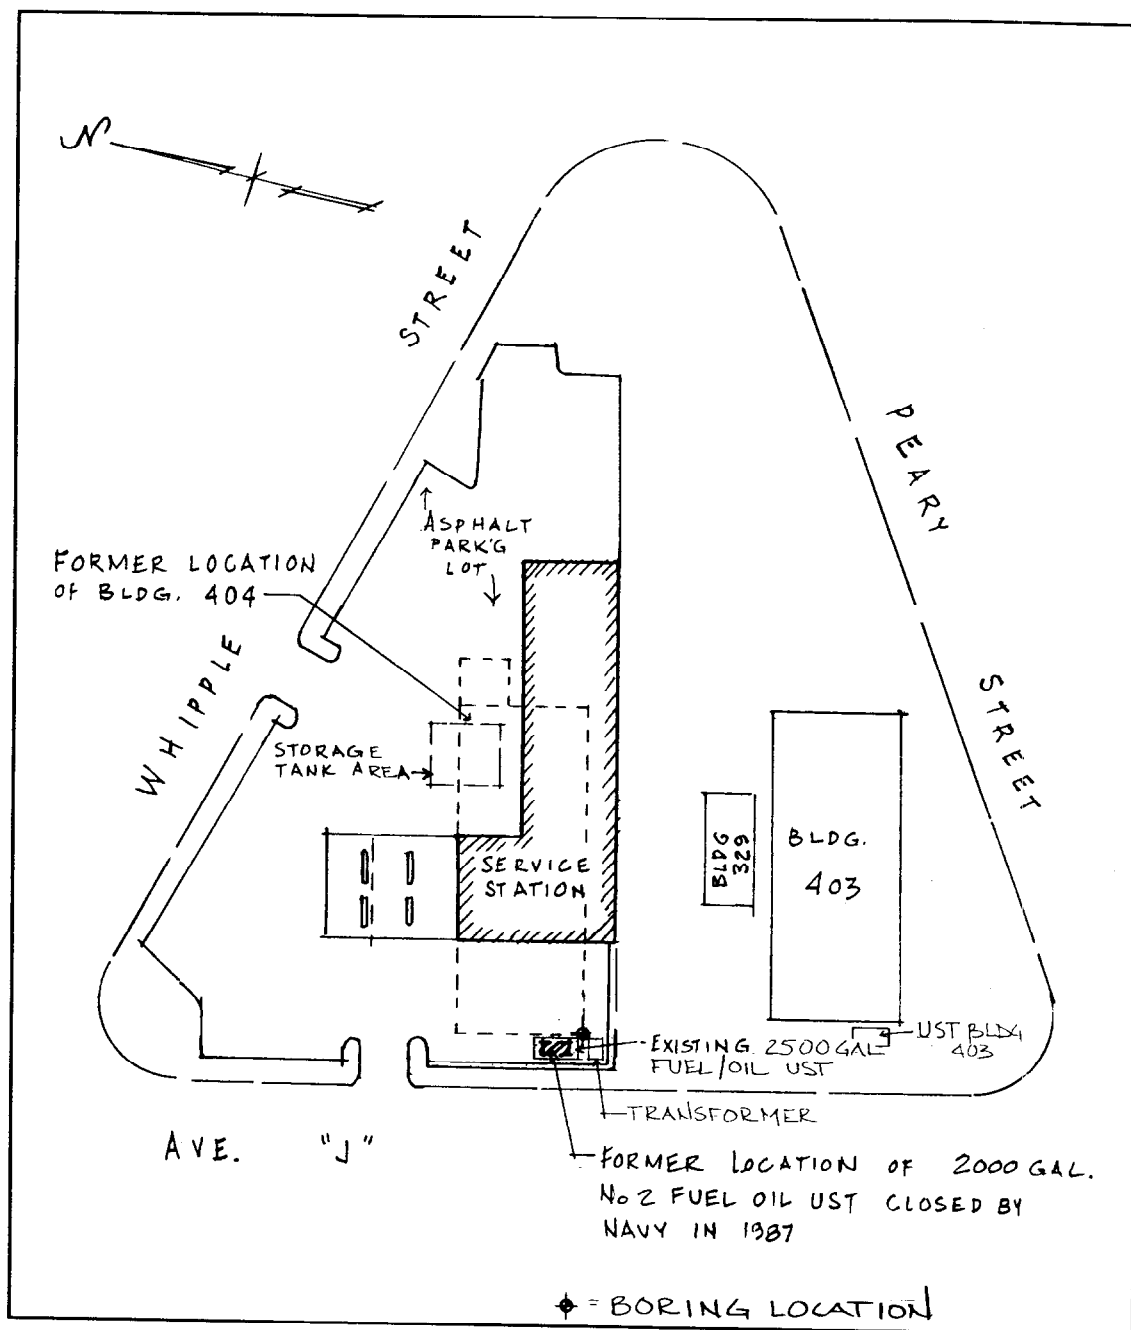 N
WHIPPLE STREET
PEARY STREET
ASPHALT
PARK'G
LOT
FORMER LOCATION
OF BLDG. 404
STORAGE
TANK AREA
SERVICE
STATION
BLDG
329
BLDG.
403
UST BLDG
403
EXISTING 2500 GAL
FUEL/OIL UST
TRANSFORMER
AVE. "J"
FORMER LOCATION OF 2000 GAL.
No 2 FUEL OIL UST CLOSED BY
NAVY IN 1987
= BORING LOCATION